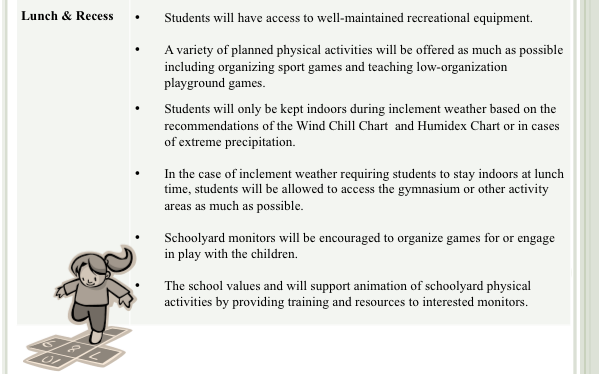 Lunch & Recess
• Students will have access to well-maintained recreational equipment.
• A variety of planned physical activities will be offered as much as possible
including organizing sport games and teaching low-organization
playground games.
• Students will only be kept indoors during inclement weather based on the
recommendations of the Wind Chill Chart and Humidex Chart or in cases
of extreme precipitation.
• In the case of inclement weather requiring students to stay indoors at lunch
time, students will be allowed to access the gymnasium or other activity
areas as much as possible.
• Schoolyard monitors will be encouraged to organize games for or engage
in play with the children.
• The school values and will support animation of schoolyard physical
activities by providing training and resources to interested monitors.
8
7
10